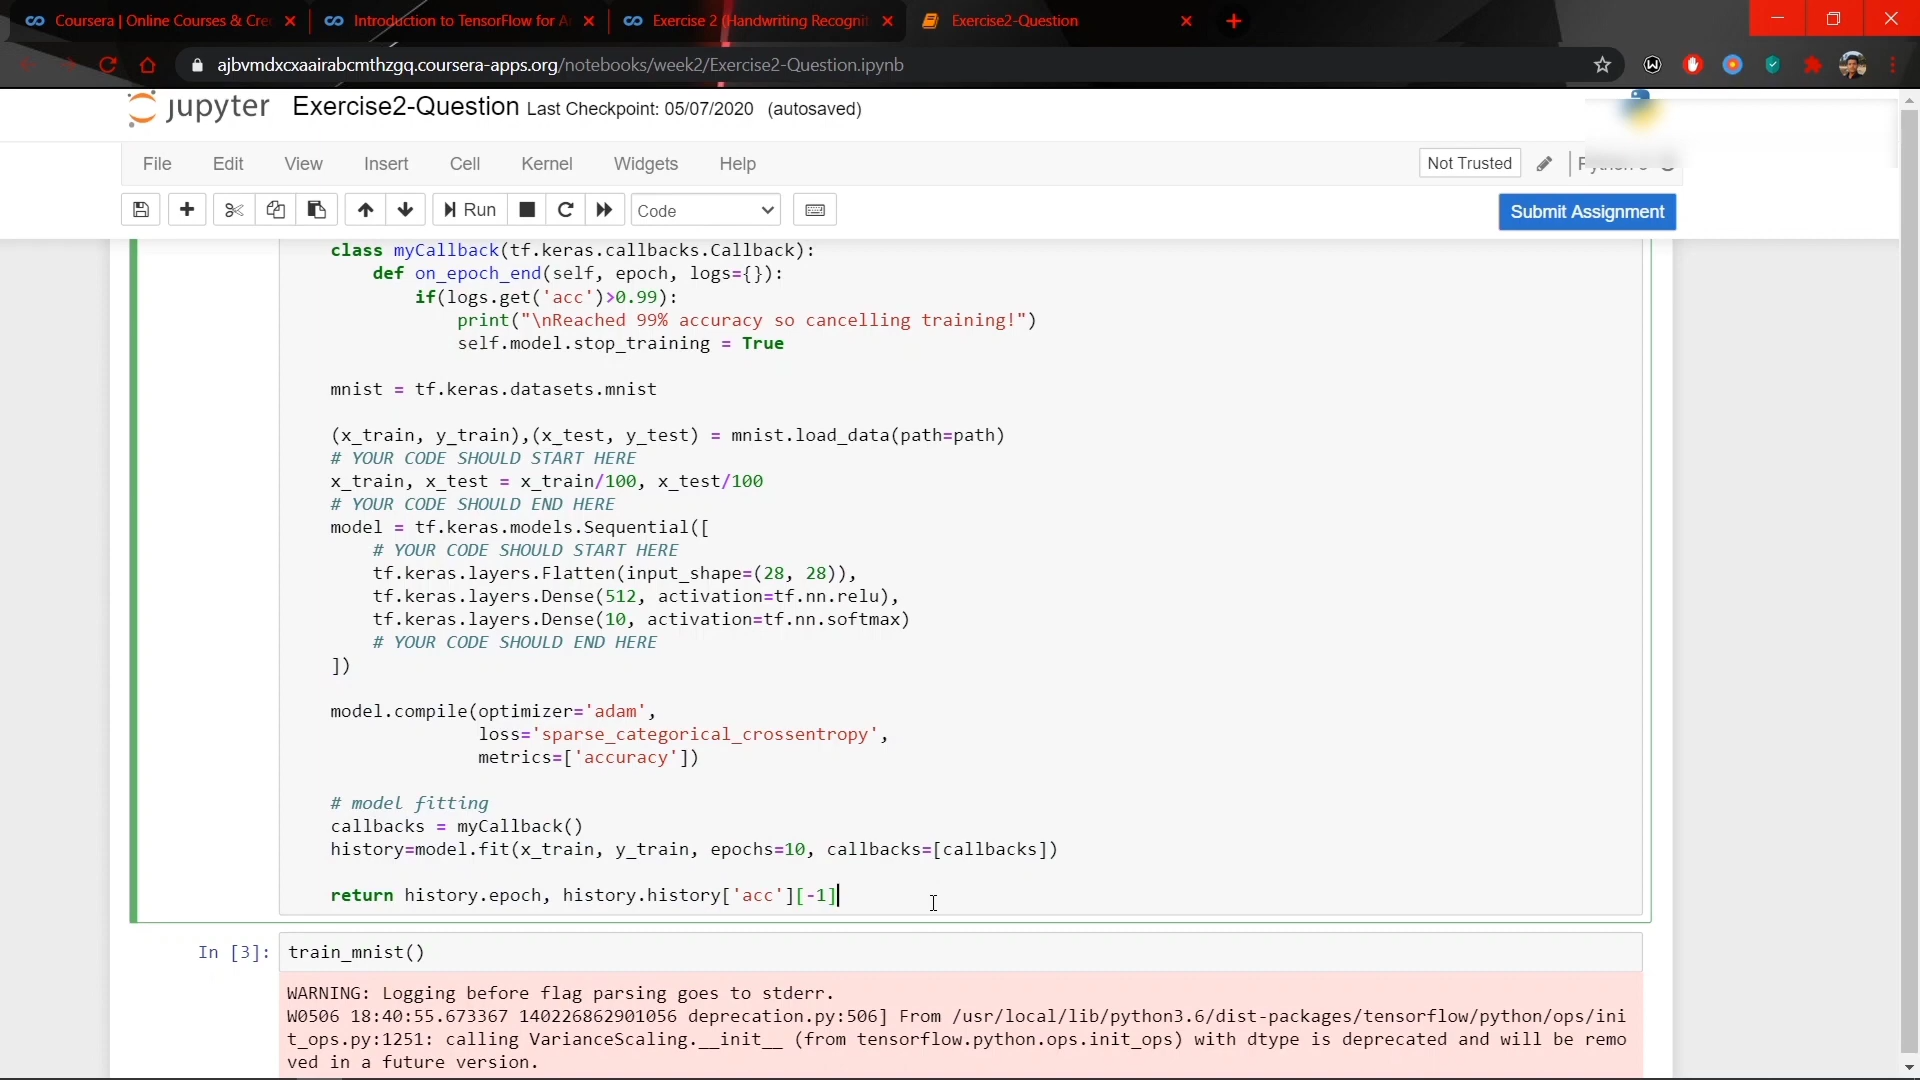 Coursera | Online Courses & Cre
Introduction to TensorFlow for A
Exercise 2 (Handwriting Recognit
Exercise2-Question
ajbvmdxcxaairabcmthzgq.coursera-apps.org/notebooks/week2/Exercise2-Question.ipynb
jupyter Exercise2-Question Last Checkpoint: 05/07/2020 (autosaved)
File Edit View Insert Cell Kernel Widgets Help
Not Trusted
Run
Code
Submit Assignment
class myCallback(tf.keras.callbacks.Callback):
def on_epoch_end(self, epoch, logs={}):
if(logs.get('acc')>0.99):
print("\nReached 99% accuracy so cancelling training!")
self.model.stop_training = True
mnist = tf.keras.datasets.mnist
(x_train, y_train),(x_test, y_test) = mnist.load_data(path=path)
# YOUR CODE SHOULD START HERE
x_train, x_test = x_train/100, x_test/100
# YOUR CODE SHOULD END HERE
model = tf.keras.models.Sequential([
# YOUR CODE SHOULD START HERE
tf.keras.layers.Flatten(input_shape=(28, 28)),
tf.keras.layers.Dense(512, activation=tf.nn.relu),
tf.keras.layers.Dense(10, activation=tf.nn.softmax)
# YOUR CODE SHOULD END HERE
])
model.compile(optimizer='adam',
loss='sparse_categorical_crossentropy',
metrics=['accuracy'])
# model fitting
callbacks = myCallback()
history=model.fit(x_train, y_train, epochs=10, callbacks=[callbacks])
return history.epoch, history.history['acc'][-1]
In [3]: train_mnist()
WARNING: Logging before flag parsing goes to stderr.
W0506 18:40:55.673367 140226862901056 deprecation.py:506] From /usr/local/lib/python3.6/dist-packages/tensorflow/python/ops/ini
t_ops.py:1251: calling VarianceScaling.__init__ (from tensorflow.python.ops.init_ops) with dtype is deprecated and will be remo
ved in a future version.